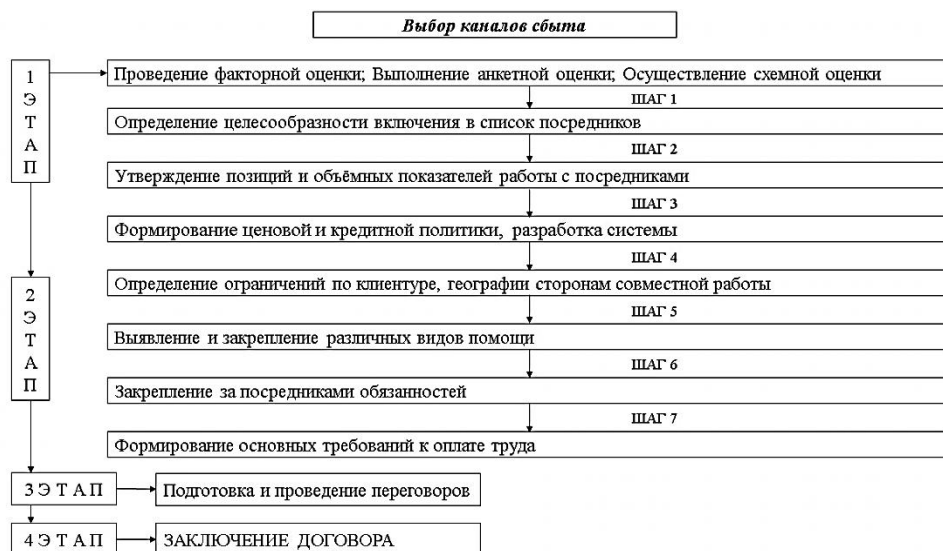 Выбор каналов сбыта
1 ЭТАП
Проведение факторной оценки; Выполнение анкетной оценки; Осуществление схемной оценки
ШАГ 1
Определение целесообразности включения в список посредников
ШАГ 2
Утверждение позиций и объёмных показателей работы с посредниками
ШАГ 3
Формирование ценовой и кредитной политики, разработка системы
ШАГ 4
2 ЭТАП
Определение ограничений по клиентуре, географии сторонам совместной работы
ШАГ 5
Выявление и закрепление различных видов помощи
ШАГ 6
Закрепление за посредниками обязанностей
ШАГ 7
Формирование основных требований к оплате труда
3 Э Т А П
Подготовка и проведение переговоров
4 Э Т А П
ЗАКЛЮЧЕНИЕ ДОГОВОРА